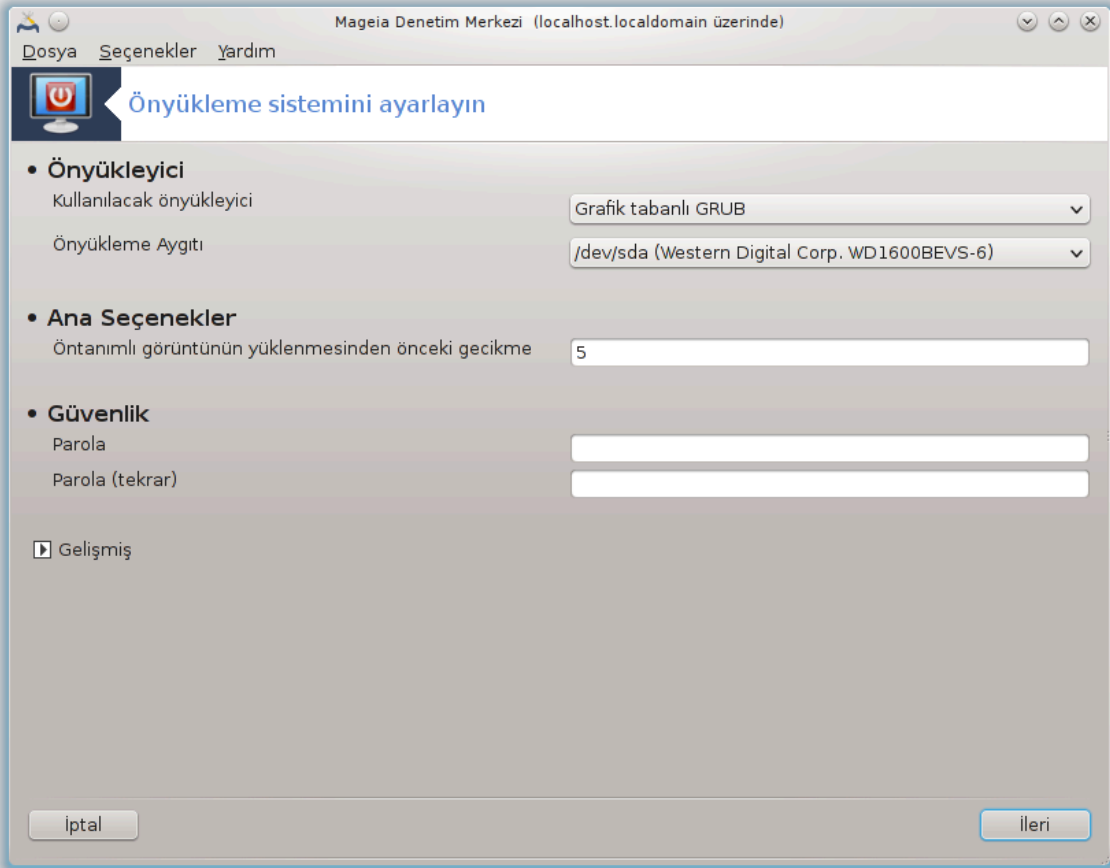 Mageia Denetim Merkezi (localhost.localdomain üzerinde)
Dosya Seçenekler Yardım
Önyükleme sistemini ayarlayın
• Önyükleyici
Kullanılacak önyükleyici
Grafik tabanlı GRUB
Önyükleme Aygıtı
/dev/sda (Western Digital Corp. WD1600BEVS-6)
• Ana Seçenekler
Öntanımlı görüntünün yüklenmesinden önceki gecikme
5
• Güvenlik
Parola
Parola (tekrar)
Gelişmiş
İptal
İleri